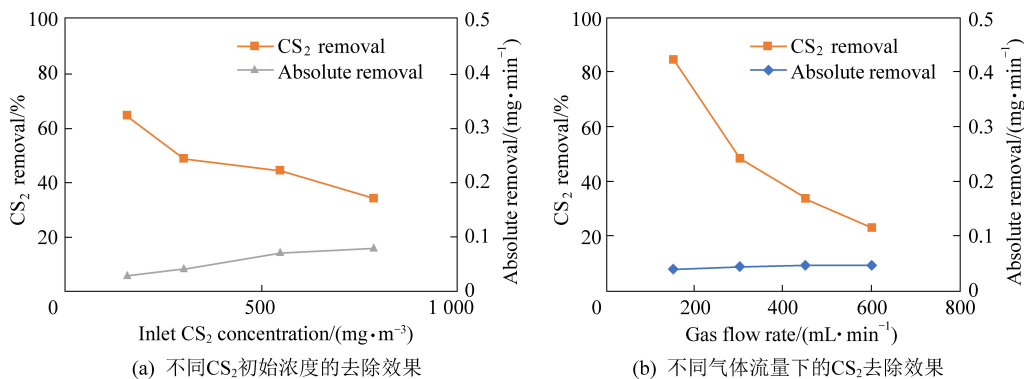 100
80
60
40
20
0
500
1 000
0.5
0.4
0.3
0.2
0.1
0
CS₂ removal/%
Absolute removal/(mg·min⁻¹)
CS₂ removal
Absolute removal
Inlet CS₂ concentration/(mg·m⁻³)
(a) 不同CS₂初始浓度的去除效果
100
80
60
40
20
0
0
200
400
600
800
0.5
0.4
0.3
0.2
0.1
0
CS₂ removal/%
Absolute removal/(mg·min⁻¹)
CS₂ removal
Absolute removal
Gas flow rate/(mL·min⁻¹)
(b) 不同气体流量下的CS₂去除效果